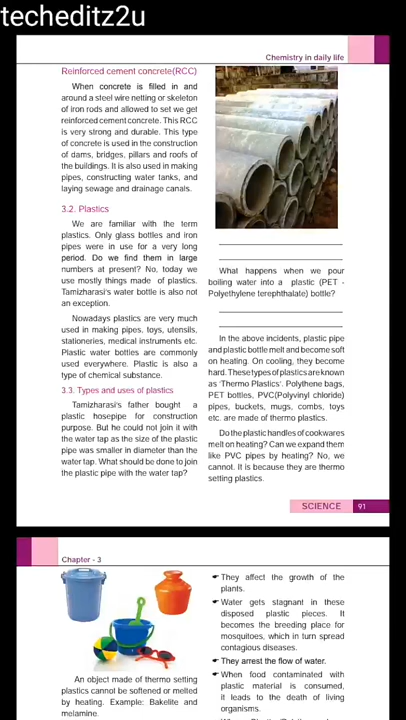 techeditz2u
Chemistry in daily life
Reinforced cement concrete(RCC)
When concrete is filled in and
around a steel wire netting or skeleton
of iron rods and allowed to set we get
reinforced cement concrete. This RCC
is very strong and durable. This type
of concrete is used in the construction
of dams, bridges, pillars and roofs of
the buildings. It is also used in making
pipes, constructing water tanks, and
laying sewage and drainage canals.
3.2. Plastics
We are familiar with the term
plastics. Only glass bottles and iron
pipes were in use for a very long
period. Do we find them in large
numbers at present? No, today we
use mostly things made of plastics.
Tamizharasi's water bottle is also not
an exception.
Nowadays plastics are very much
used in making pipes, toys, utensils,
stationeries, medical instruments etc.
Plastic water bottles are commonly
used everywhere. Plastic is also a
type of chemical substance.
3.3. Types and uses of plastics
Tamizharasi's father bought a
plastic hosepipe for construction
purpose. But he could not join it with
the water tap as the size of the plastic
pipe was smaller in diameter than the
water tap. What should be done to join
the plastic pipe with the water tap?
What happens when we pour
boiling water into a plastic (PET -
Polyethylene terephthalate) bottle?
In the above incidents, plastic pipe
and plastic bottle melt and become soft
on heating. On cooling, they become
hard. These types of plastics are known
as 'Thermo Plastics'. Polythene bags,
PET bottles, PVC(Polyvinyl chloride)
pipes, buckets, mugs, combs, toys
etc. are made of thermo plastics.
Do the plastic handles of cookwares
melt on heating? Can we expand them
like PVC pipes by heating? No, we
cannot. It is because they are thermo
setting plastics.
SCIENCE 91
Chapter - 3
An object made of thermo setting
plastics cannot be softened or melted
by heating. Example: Bakelite and
melamine.
They affect the growth of the
plants.
Water gets stagnant in these
disposed plastic pieces. It
becomes the breeding place for
mosquitoes, which in turn spread
contagious diseases.
They arrest the flow of water.
When food contaminated with
plastic material is consumed,
it leads to the death of living
organisms.